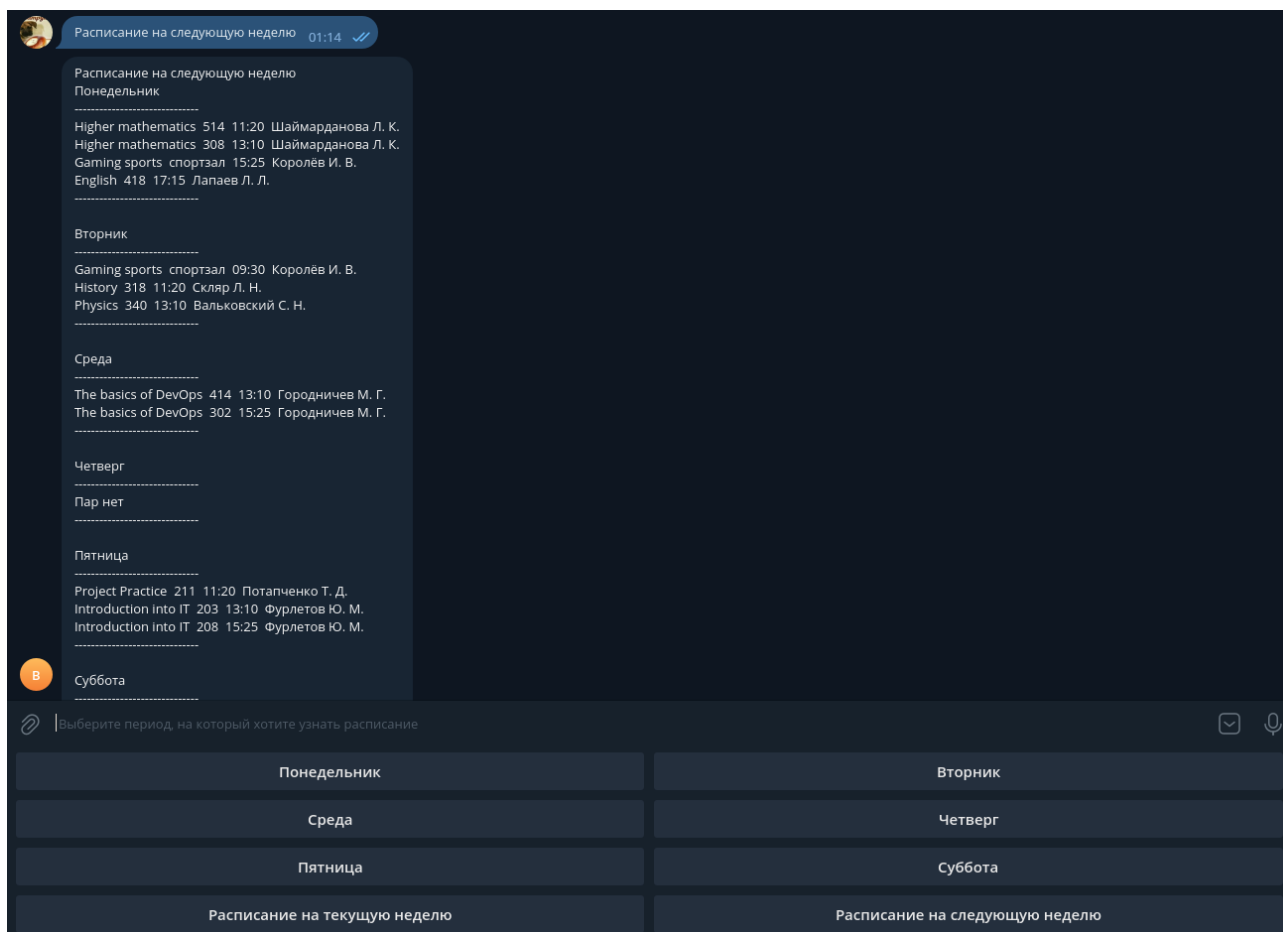 Расписание на следующую неделю 01:14
Расписание на следующую неделю
Понедельник
------------------------------
Higher mathematics 514 11:20 Шаймарданова Л. К.
Higher mathematics 308 13:10 Шаймарданова Л. К.
Gaming sports спортзал 15:25 Королёв И. В.
English 418 17:15 Лапаев Л. Л.
------------------------------
Вторник
------------------------------
Gaming sports спортзал 09:30 Королёв И. В.
History 318 11:20 Скляр Л. Н.
Physics 340 13:10 Вальковский С. Н.
------------------------------
Среда
------------------------------
The basics of DevOps 414 13:10 Городничев М. Г.
The basics of DevOps 302 15:25 Городничев М. Г.
------------------------------
Четверг
------------------------------
Пар нет
------------------------------
Пятница
------------------------------
Project Practice 211 11:20 Потапченко Т. Д.
Introduction into IT 203 13:10 Фурлетов Ю. М.
Introduction into IT 208 15:25 Фурлетов Ю. М.
------------------------------
В
Суббота
------------------------------
Выберите период, на который хотите узнать расписание
Понедельник Вторник
Среда Четверг
Пятница Суббота
Расписание на текущую неделю Расписание на следующую неделю